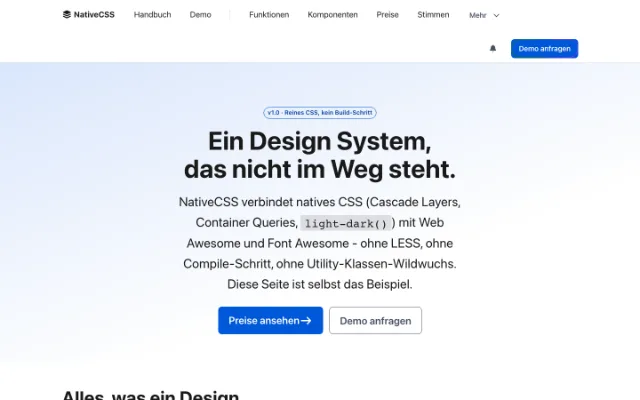 NativeCSS Handbuch Demo Funktionen Komponenten Preise Stimmen Mehr
Demo anfragen
v1.0 · Reines CSS, kein Build-Schritt
Ein Design System,
das nicht im Weg steht.
NativeCSS verbindet natives CSS (Cascade Layers,
Container Queries, light-dark() ) mit Web
Awesome und Font Awesome - ohne LESS, ohne
Compile-Schritt, ohne Utility-Klassen-Wildwuchs.
Diese Seite ist selbst das Beispiel.
Preise ansehen→ Demo anfragen
Alles, was ein Design